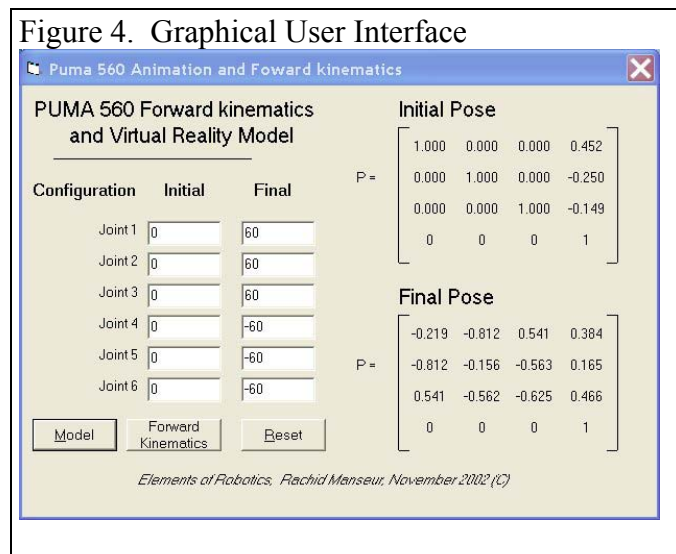 Figure 4.  Graphical User Interface
Puma 560 Animation and Foward kinematics
PUMA 560 Forward kinematics
and Virtual Reality Model
Configuration Initial Final
Joint 1 0 60
Joint 2 0 60
Joint 3 0 60
Joint 4 0 -60
Joint 5 0 -60
Joint 6 0 -60
Model Forward Kinematics Reset
Initial Pose
1.000 0.000 0.000 0.452
P = 0.000 1.000 0.000 -0.250
0.000 0.000 1.000 -0.149
0 0 0 1
Final Pose
-0.219 -0.812 0.541 0.384
P = -0.812 -0.156 -0.563 0.165
0.541 -0.562 -0.625 0.466
0 0 0 1
Elements of Robotics, Rachid Manseur, November 2002 (C)